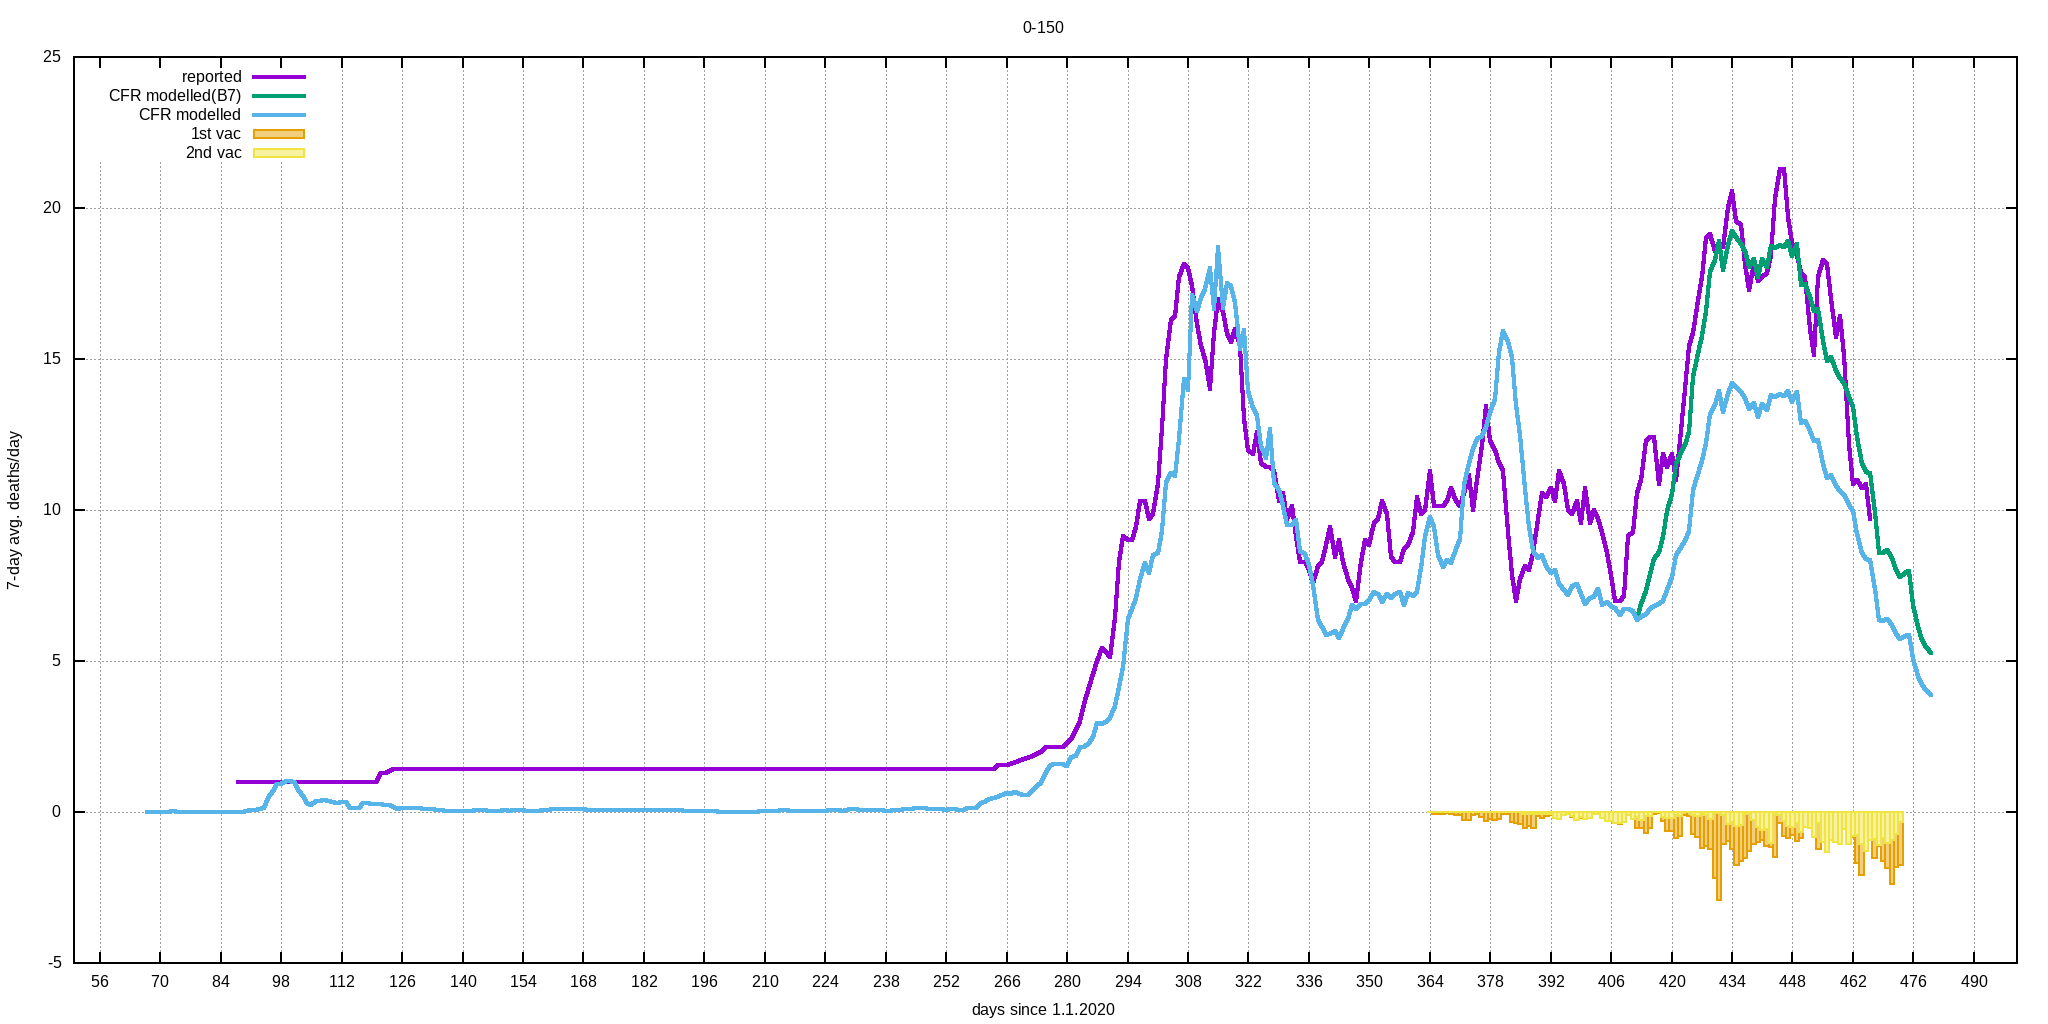 0-150
reported
CFR modelled(B7)
CFR modelled
1st vac
2nd vac
25
20
15
10
5
0
-5
7-day avg. deaths/day
56 70 84 98 112 126 140 154 168 182 196 210 224 238 252 266 280 294 308 322 336 350 364 378 392 406 420 434 448 462 476 490
days since 1.1.2020